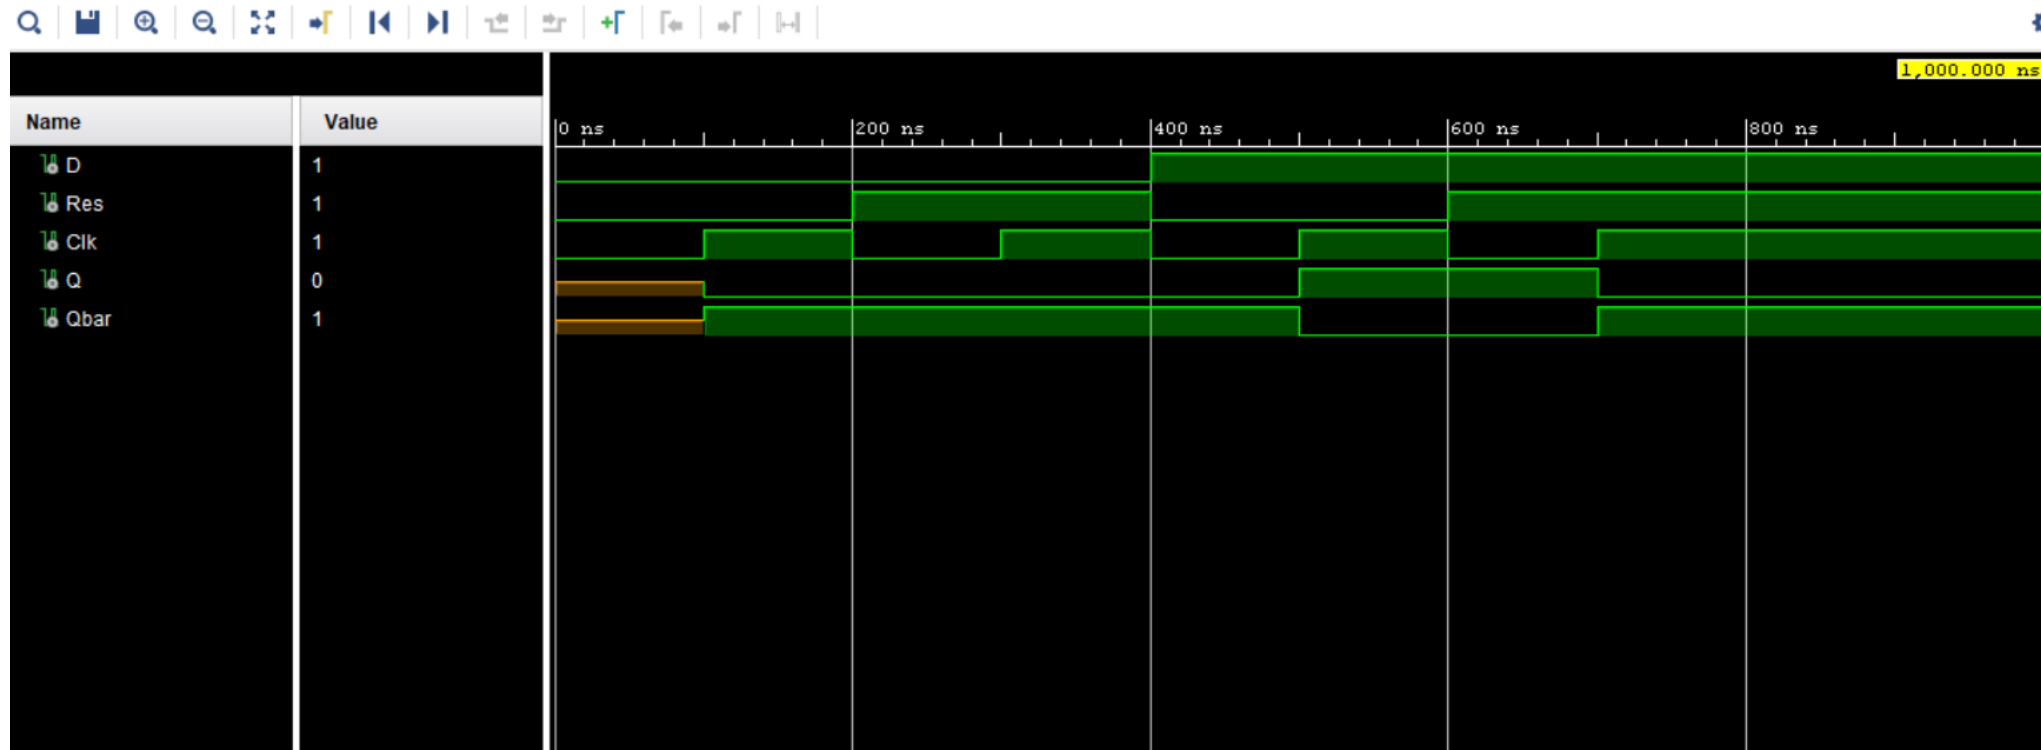 1,000.000 ns
Name Value
0 ns 200 ns 400 ns 600 ns 800 ns
D 1
Res 1
Clk 1
Q 0
Qbar 1